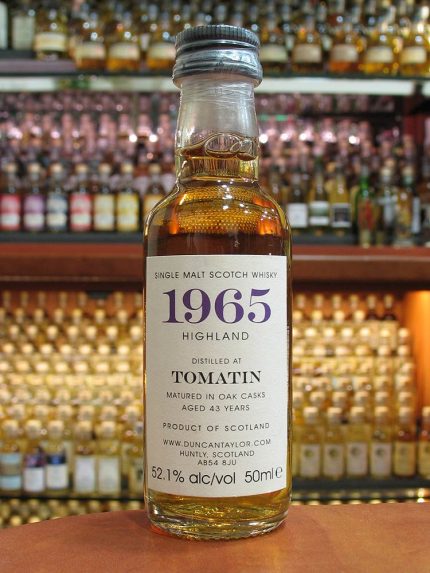 SINGLE MALT SCOTCH WHISKY
1965
HIGHLAND
DISTILLED AT
TOMATIN
MATURED IN OAK CASKS
AGED 43 YEARS
PRODUCT OF SCOTLAND
WWW.DUNCANTAYLOR.COM
HUNTLY, SCOTLAND
AB54 8JU
52.1% alc/vol 50ml e